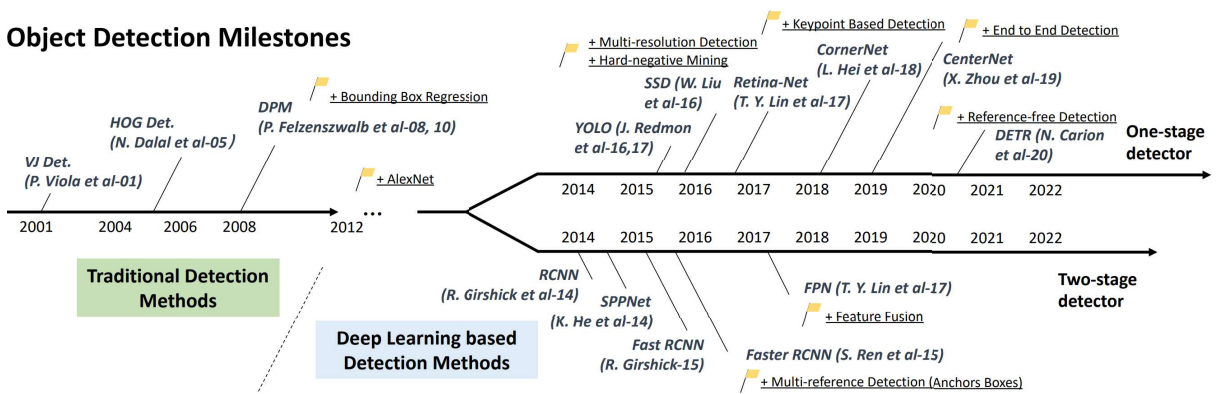 Object Detection Milestones
+ Multi-resolution Detection
+ Hard-negative Mining
+ Keypoint Based Detection
+ End to End Detection
+ Bounding Box Regression
+ Reference-free Detection
+ AlexNet
VJ Det.
(P. Viola et al-01)
HOG Det.
(N. Dalal et al-05)
DPM
(P. Felzenszwalb et al-08, 10)
YOLO (J. Redmon
et al-16,17)
SSD (W. Liu
et al-16)
Retina-Net
(T. Y. Lin et al-17)
CornerNet
(L. Hei et al-18)
CenterNet
(X. Zhou et al-19)
DETR (N. Carion
et al-20)
One-stage
detector
2014 2015 2016 2017 2018 2019 2020 2021 2022
2001 2004 2006 2008 2012 ...
2014 2015 2016 2017 2018 2019 2020 2021 2022
Two-stage
detector
Traditional Detection
Methods
Deep Learning based
Detection Methods
RCNN
(R. Girshick et al-14)
SPPNet
(K. He et al-14)
Fast RCNN
(R. Girshick-15)
Faster RCNN (S. Ren et al-15)
+ Multi-reference Detection (Anchors Boxes)
FPN (T. Y. Lin et al-17)
+ Feature Fusion